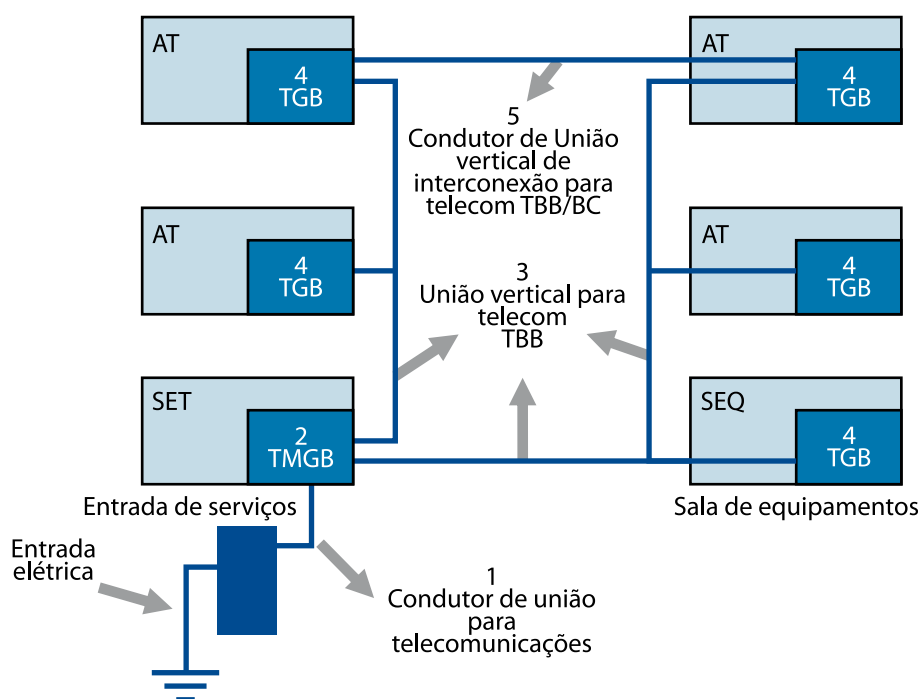 AT
4
TGB
AT
4
TGB
5
Condutor de União
vertical de
interconexão para
telecom TBB/BC
AT
4
TGB
AT
4
TGB
3
União vertical para
telecom
TBB
SET
2
TMGB
SEQ
4
TGB
Entrada de serviços
Sala de equipamentos
Entrada
elétrica
1
Condutor de união
para
telecomunicações